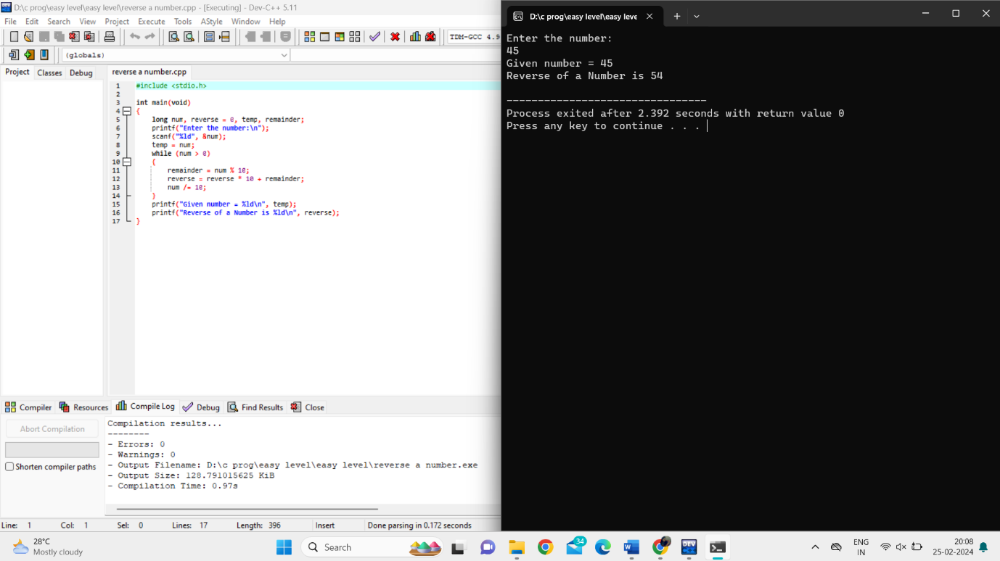 D:\c prog\easy level\easy level\reverse a number.cpp - [Executing] - Dev-C++ 5.11
File Edit Search View Project Execute Tools AStyle Window Help
TDM-GCC 4.9
(globals)
Project Classes Debug
reverse a number.cpp
1 #include <stdio.h>
2
3 int main(void)
4 {
5 long num, reverse = 0, temp, remainder;
6 printf("Enter the number:\n");
7 scanf("%ld", &num);
8 temp = num;
9 while (num > 0)
10 {
11 remainder = num % 10;
12 reverse = reverse * 10 + remainder;
13 num /= 10;
14 }
15 printf("Given number = %ld\n", temp);
16 printf("Reverse of a Number is %ld\n", reverse);
17 }
Compiler Resources Compile Log Debug Find Results Close
Abort Compilation
Shorten compiler paths
Compilation results...
--------
- Errors: 0
- Warnings: 0
- Output Filename: D:\c prog\easy level\easy level\reverse a number.exe
- Output Size: 128.791015625 KiB
- Compilation Time: 0.97s
Line: 1 Col: 1 Sel: 0 Lines: 17 Length: 396 Insert Done parsing in 0.172 seconds
D:\c prog\easy level\easy leve
Enter the number:
45
Given number = 45
Reverse of a Number is 54
--------------------------------
Process exited after 2.392 seconds with return value 0
Press any key to continue . . .
28°C
Mostly cloudy
Search
34
W
DEV
ENG
IN
20:08
25-02-2024